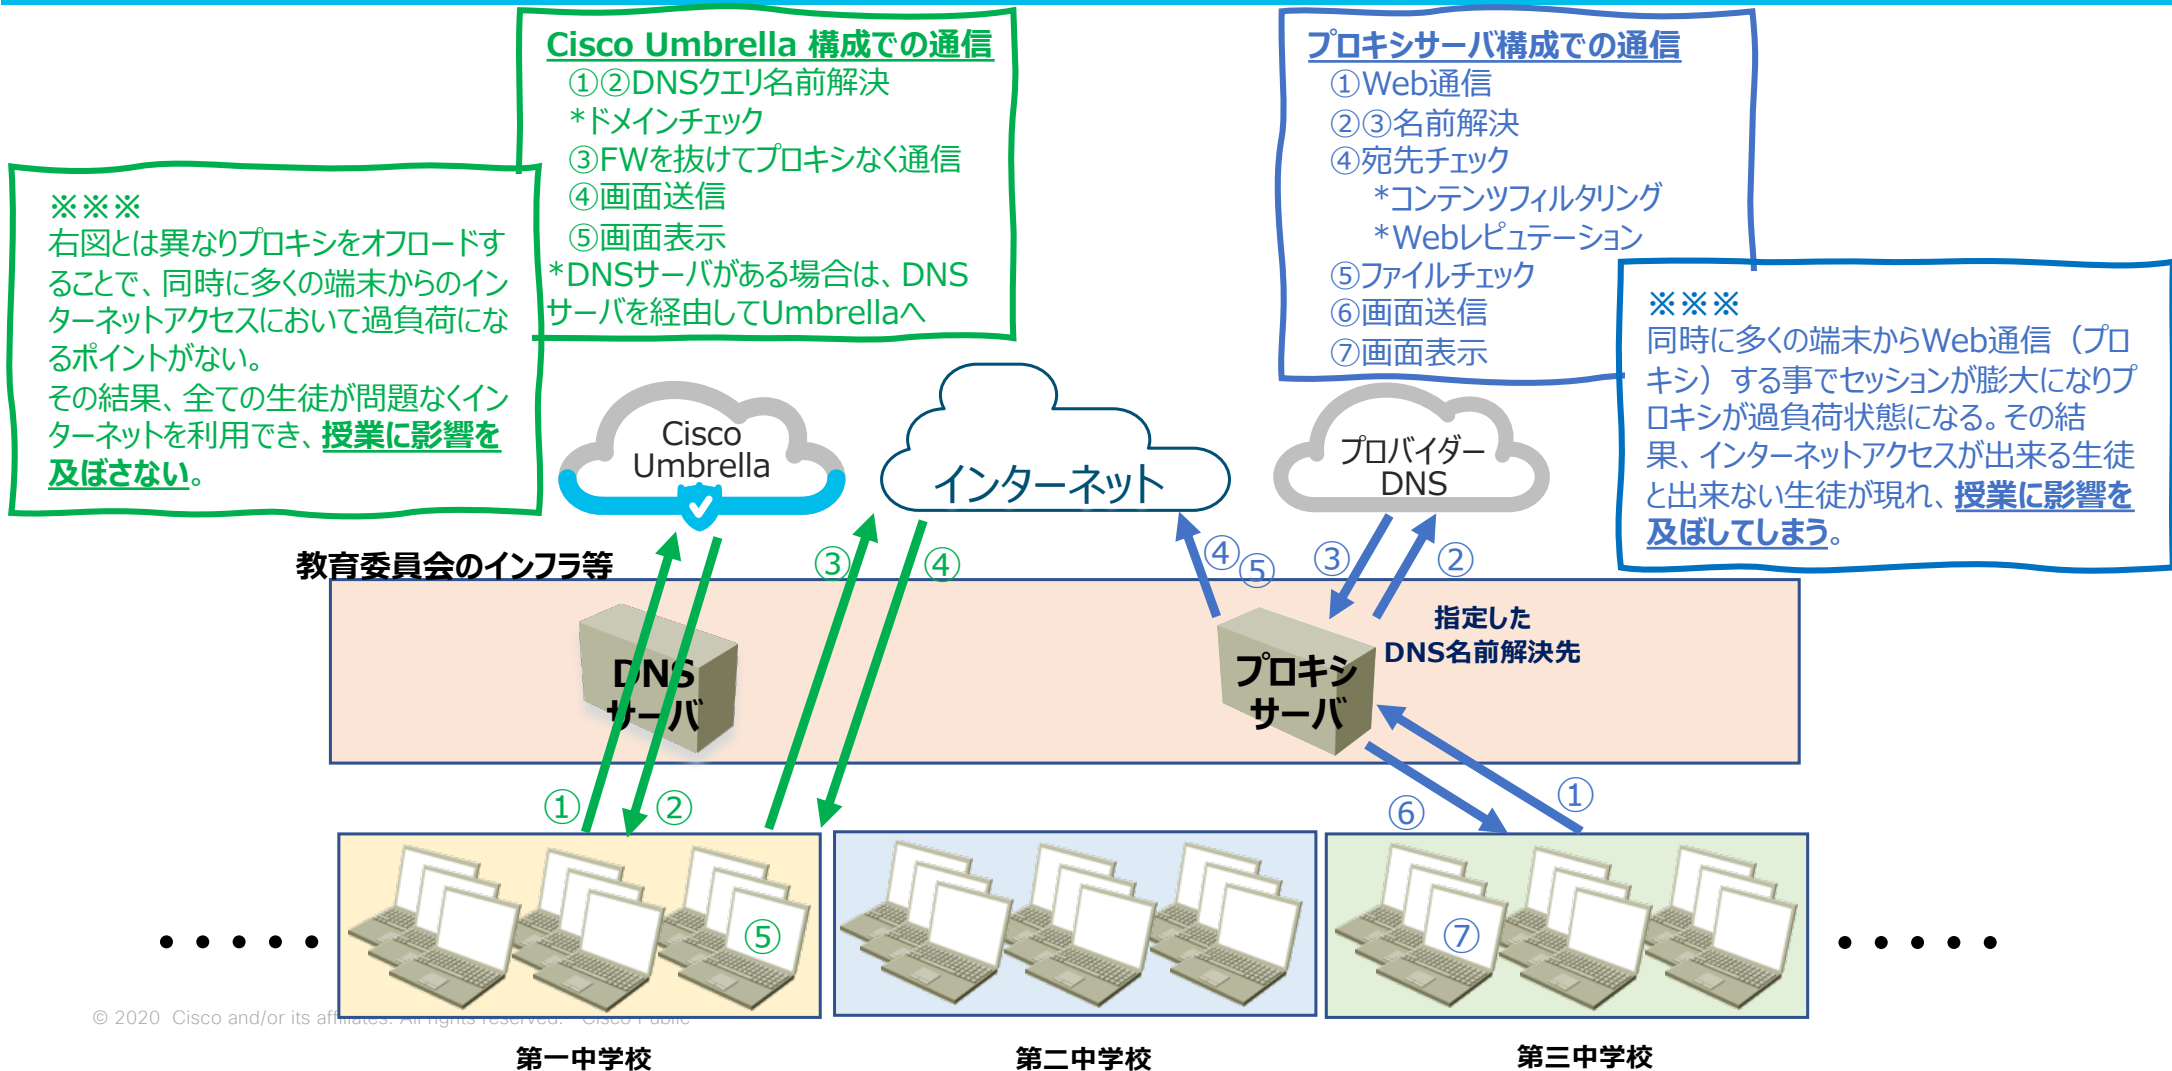 Cisco Umbrella 構成での通信
①②DNSクエリ名前解決
*ドメインチェック
③FWを抜けてプロキシなく通信
④画面送信
⑤画面表示
*DNSサーバがある場合は、DNS
サーバを経由してUmbrellaへ
プロキシサーバ構成での通信
①Web通信
②③名前解決
④宛先チェック
*コンテンツフィルタリング
*Webレピュテーション
⑤ファイルチェック
⑥画面送信
⑦画面表示
※※※
右図とは異なりプロキシをオフロードす
ることで、同時に多くの端末からのイン
ターネットアクセスにおいて過負荷にな
るポイントがない。
その結果、全ての生徒が問題なくイン
ターネットを利用でき、授業に影響を
及ぼさない。
※※※
同時に多くの端末からWeb通信（プロ
キシ）する事でセッションが膨大になりプ
ロキシが過負荷状態になる。その結
果、インターネットアクセスが出来る生徒
と出来ない生徒が現れ、授業に影響を
及ぼしてしまう。
Cisco
Umbrella
インターネット
プロバイダー
DNS
教育委員会のインフラ等
③
④
④
⑤
③
②
指定した
DNS名前解決先
DNS
サーバ
プロキシ
サーバ
①
②
⑥
①
⑤
⑦
• • • • •
• • • • •
© 2020 Cisco and/or its affiliates. All rights reserved. Cisco Public
第一中学校
第二中学校
第三中学校